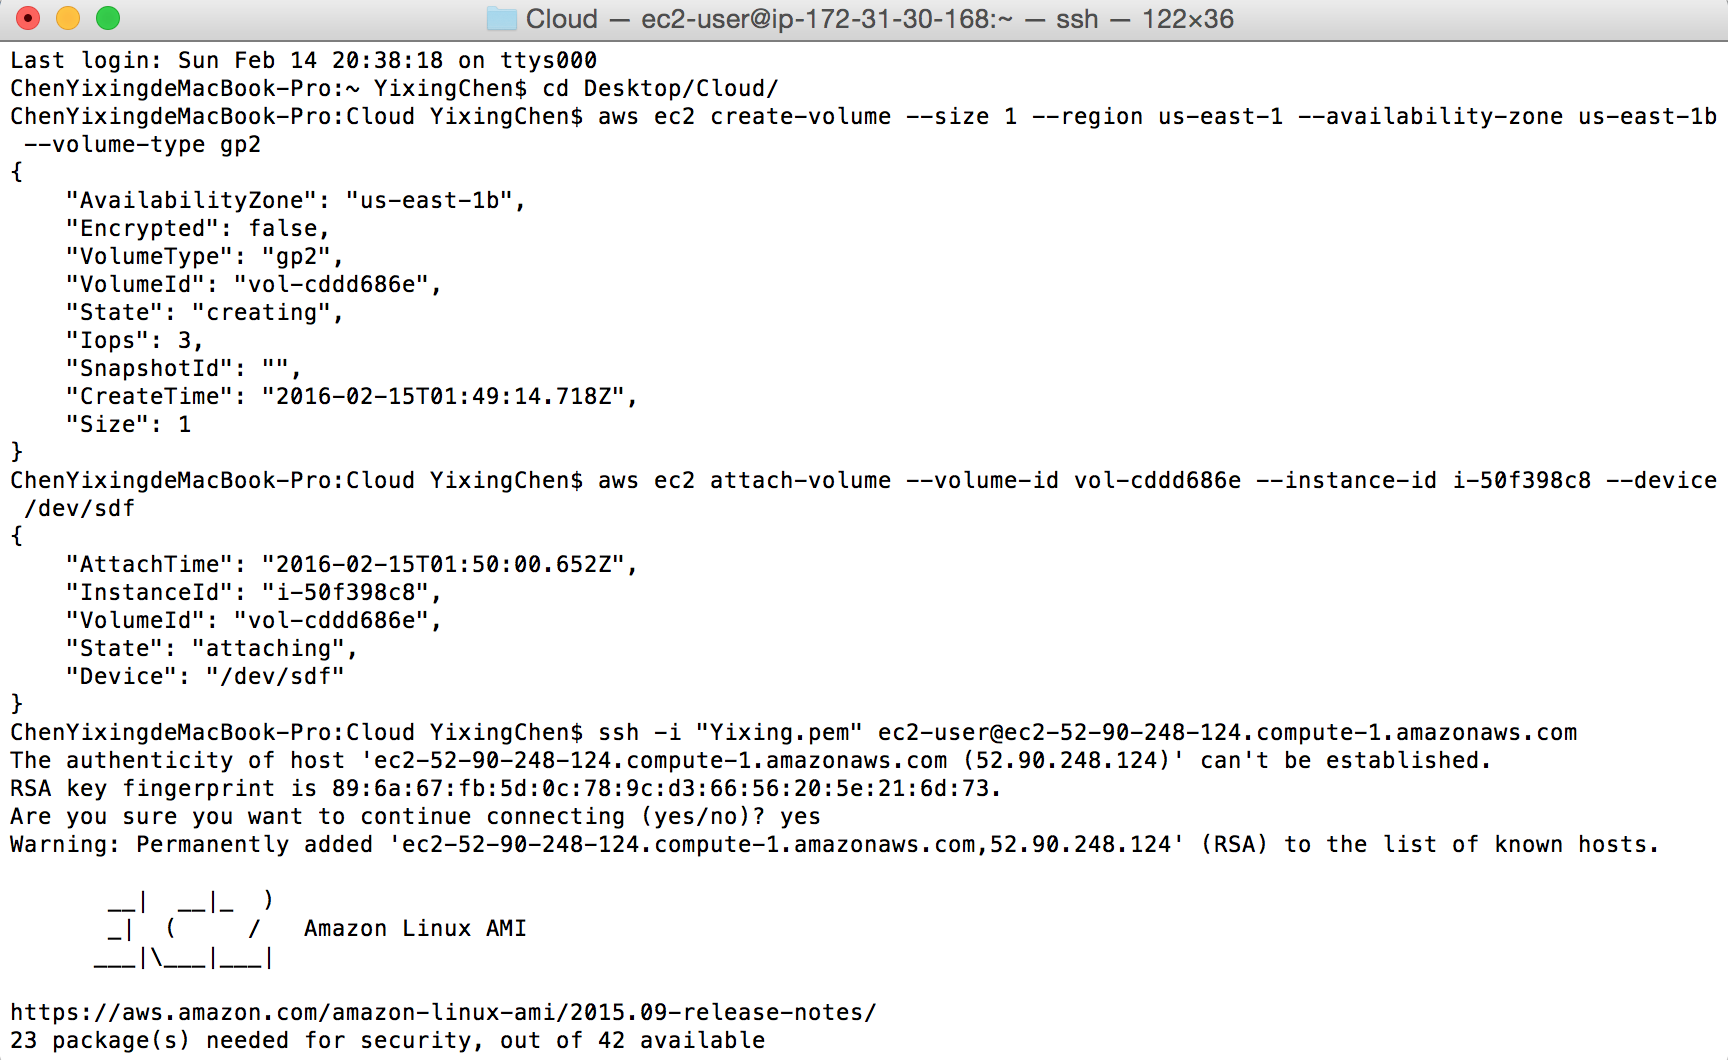 Cloud — ec2-user@ip-172-31-30-168:~ — ssh — 122×36
Last login: Sun Feb 14 20:38:18 on ttys000
ChenYixingdeMacBook-Pro:~ YixingChen$ cd Desktop/Cloud/
ChenYixingdeMacBook-Pro:Cloud YixingChen$ aws ec2 create-volume --size 1 --region us-east-1 --availability-zone us-east-1b
 --volume-type gp2
{
    "AvailabilityZone": "us-east-1b",
    "Encrypted": false,
    "VolumeType": "gp2",
    "VolumeId": "vol-cddd686e",
    "State": "creating",
    "Iops": 3,
    "SnapshotId": "",
    "CreateTime": "2016-02-15T01:49:14.718Z",
    "Size": 1
}
ChenYixingdeMacBook-Pro:Cloud YixingChen$ aws ec2 attach-volume --volume-id vol-cddd686e --instance-id i-50f398c8 --device
 /dev/sdf
{
    "AttachTime": "2016-02-15T01:50:00.652Z",
    "InstanceId": "i-50f398c8",
    "VolumeId": "vol-cddd686e",
    "State": "attaching",
    "Device": "/dev/sdf"
}
ChenYixingdeMacBook-Pro:Cloud YixingChen$ ssh -i "Yixing.pem" ec2-user@ec2-52-90-248-124.compute-1.amazonaws.com
The authenticity of host 'ec2-52-90-248-124.compute-1.amazonaws.com (52.90.248.124)' can't be established.
RSA key fingerprint is 89:6a:67:fb:5d:0c:78:9c:d3:66:56:20:5e:21:6d:73.
Are you sure you want to continue connecting (yes/no)? yes
Warning: Permanently added 'ec2-52-90-248-124.compute-1.amazonaws.com,52.90.248.124' (RSA) to the list of known hosts.

       __|  __|_  )
       _|  (     /   Amazon Linux AMI
      ___|\___|___|

https://aws.amazon.com/amazon-linux-ami/2015.09-release-notes/
23 package(s) needed for security, out of 42 available